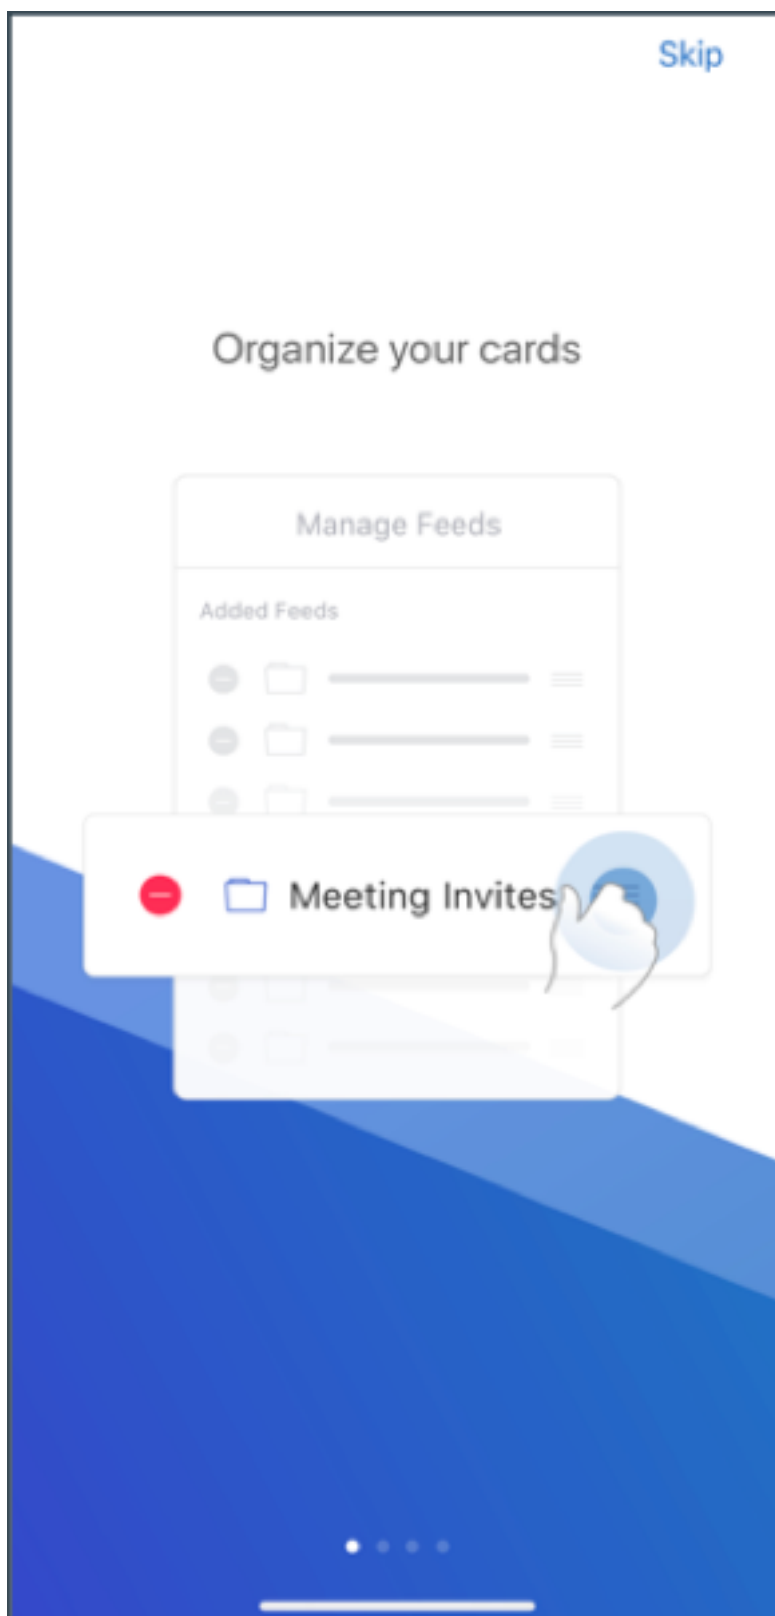 Skip
Organize your cards
Manage Feeds
Added Feeds
Meeting Invites